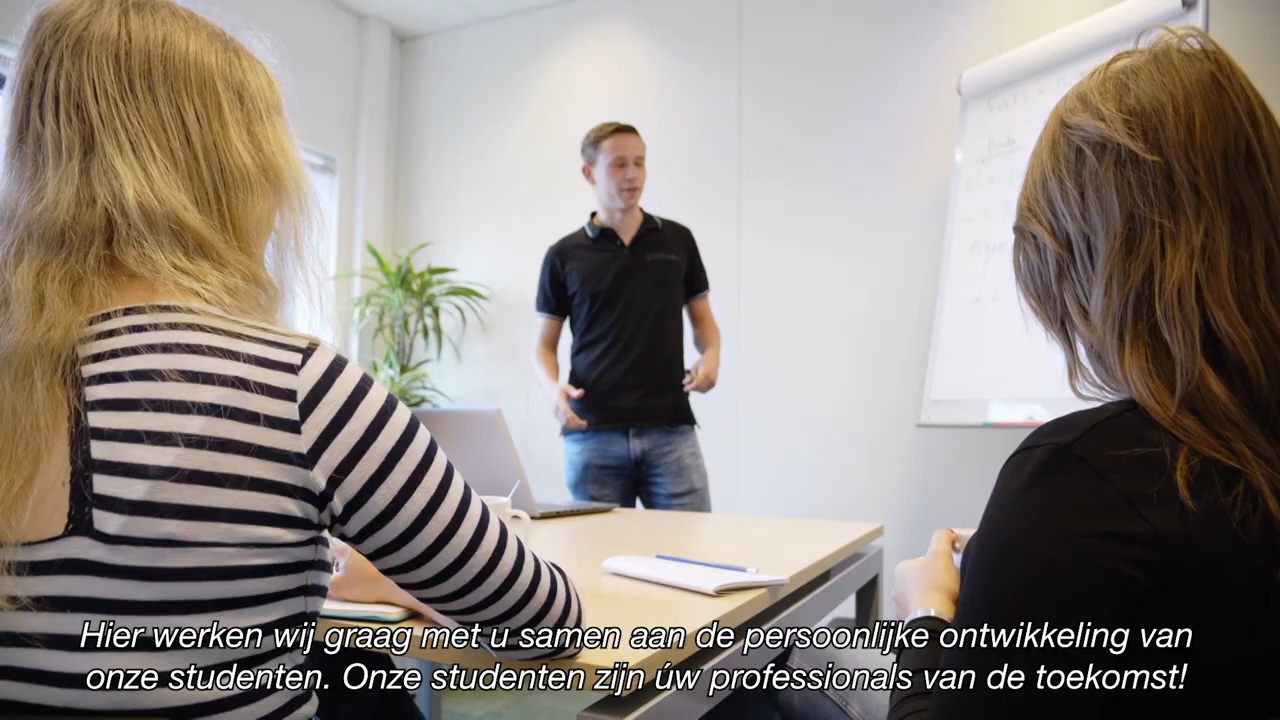 Hier werken wij graag met u samen aan de persoonlijke ontwikkeling van
onze studenten. Onze studenten zijn úw professionals van de toekomst!